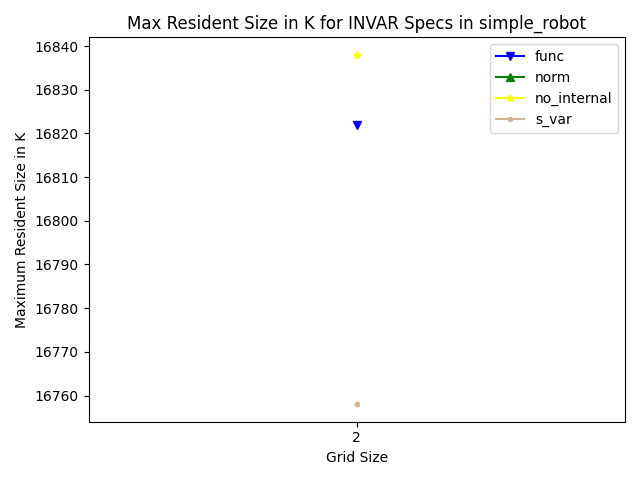 Max Resident Size in K for INVAR Specs in simple_robot
func
norm
no_internal
s_var
16840
16830
16820
16810
16800
16790
16780
16770
16760
Maximum Resident Size in K
2
Grid Size